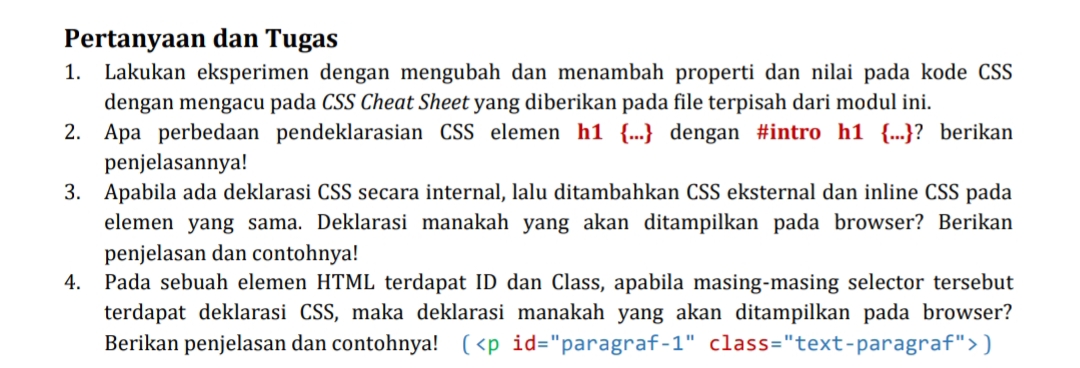 Pertanyaan dan Tugas
1. Lakukan eksperimen dengan mengubah dan menambah properti dan nilai pada kode CSS
dengan mengacu pada CSS Cheat Sheet yang diberikan pada file terpisah dari modul ini.
2. Apa perbedaan pendeklarasian CSS elemen h1 {...} dengan #intro h1 {...}? berikan
penjelasannya!
3. Apabila ada deklarasi CSS secara internal, lalu ditambahkan CSS eksternal dan inline CSS pada
elemen yang sama. Deklarasi manakah yang akan ditampilkan pada browser? Berikan
penjelasan dan contohnya!
4. Pada sebuah elemen HTML terdapat ID dan Class, apabila masing-masing selector tersebut
terdapat deklarasi CSS, maka deklarasi manakah yang akan ditampilkan pada browser?
Berikan penjelasan dan contohnya! (<p id="paragraf-1" class="text-paragraf">)